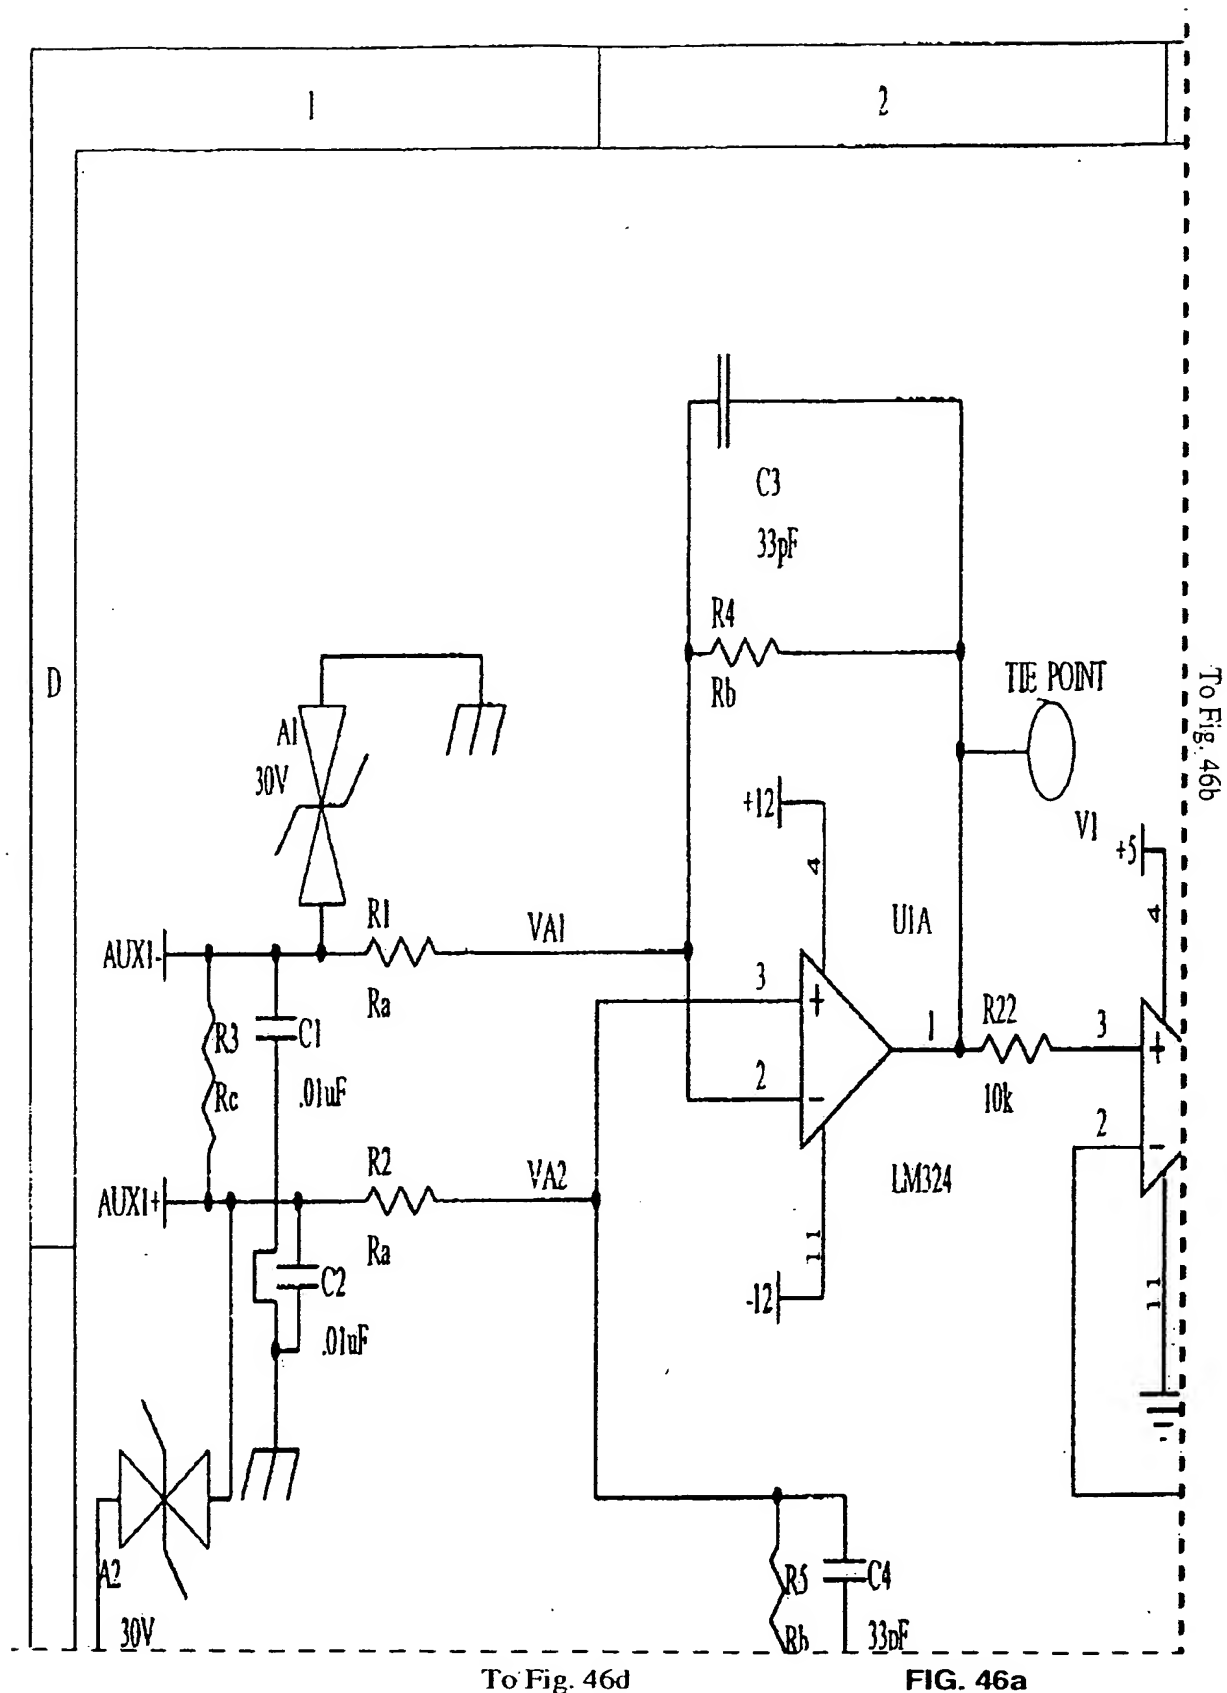 1
2
D
C3
33pF
R4
Rb
TIE POINT
To Fig. 46b
A1
30V
+12
4
V1
+5
4
U1A
R1
VA1
AUX1-
Ra
3
+
1
R22
3
+
R3
C1
Rc
.01uF
2
-
10k
2
-
R2
VA2
LM324
AUX1+
Ra
11
C2
-12
11
.01uF
A2
30V
R5
C4
Rb
33pF
To Fig. 46d
FIG. 46a